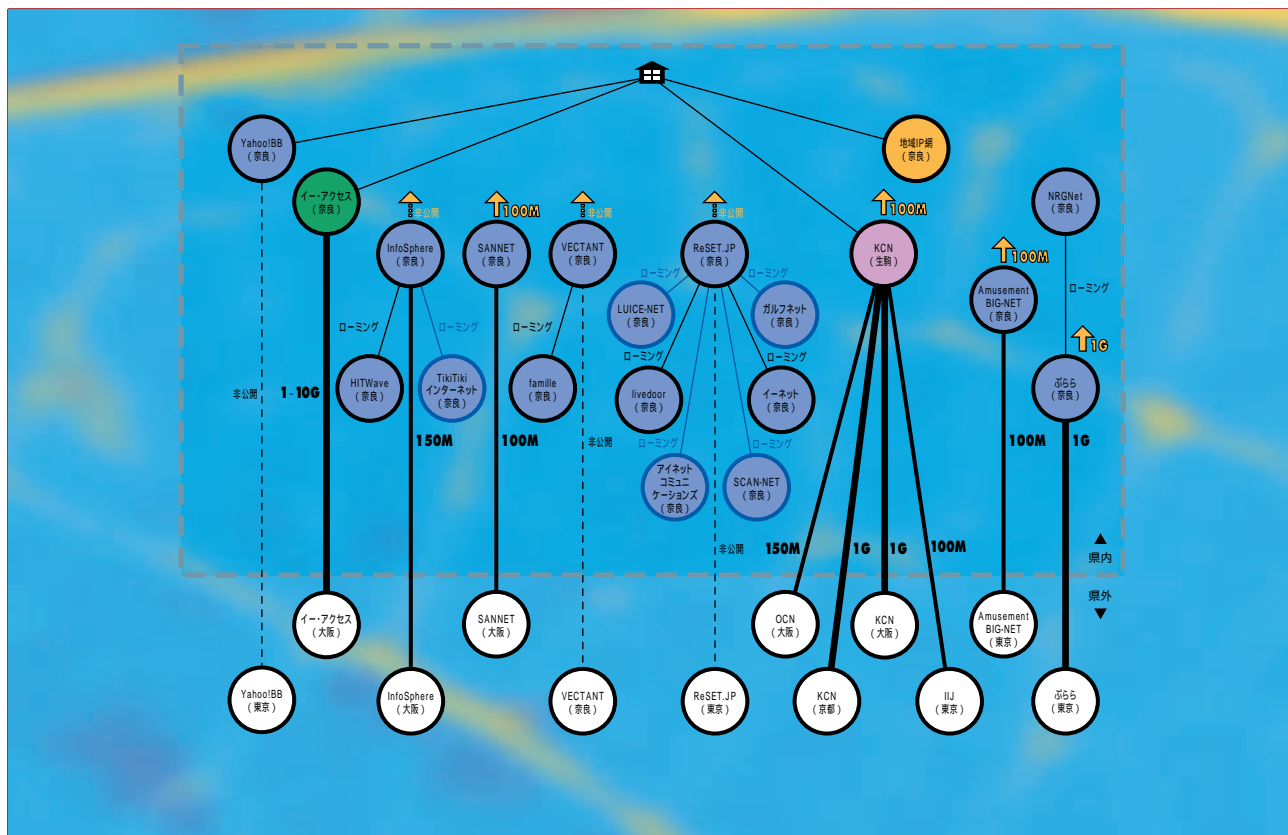 Yahoo!BB
（奈良）
地域IP網
（奈良）
イー・アクセス
（奈良）
非公開
100M
非公開
非公開
100M
NRGNet
（奈良）
InfoSphere
（奈良）
SANNET
（奈良）
VECTANT
（奈良）
ReSET.JP
（奈良）
KCN
（生駒）
100M
ローミング
ローミング
Amusement
BIG-NET
（奈良）
ローミング
LUICE-NET
（奈良）
ガルフネット
（奈良）
ローミング
ローミング
ローミング
ローミング
ローミング
1G
非公開
1-10G
HITWave
（奈良）
TikiTiki
インターネット
（奈良）
famille
（奈良）
livedoor
（奈良）
イーネット
（奈良）
ぷらら
（奈良）
150M
100M
非公開
ローミング
ローミング
100M
1G
アイネット
コミュニ
ケーションズ
（奈良）
SCAN-NET
（奈良）
非公開
150M
1G
1G
100M
▲
県内
県外
▼
イー・アクセス
（大阪）
SANNET
（大阪）
OCN
（大阪）
KCN
（大阪）
Amusement
BIG-NET
（東京）
Yahoo!BB
（東京）
InfoSphere
（大阪）
VECTANT
（奈良）
ReSET.JP
（東京）
KCN
（京都）
IIJ
（東京）
ぷらら
（東京）